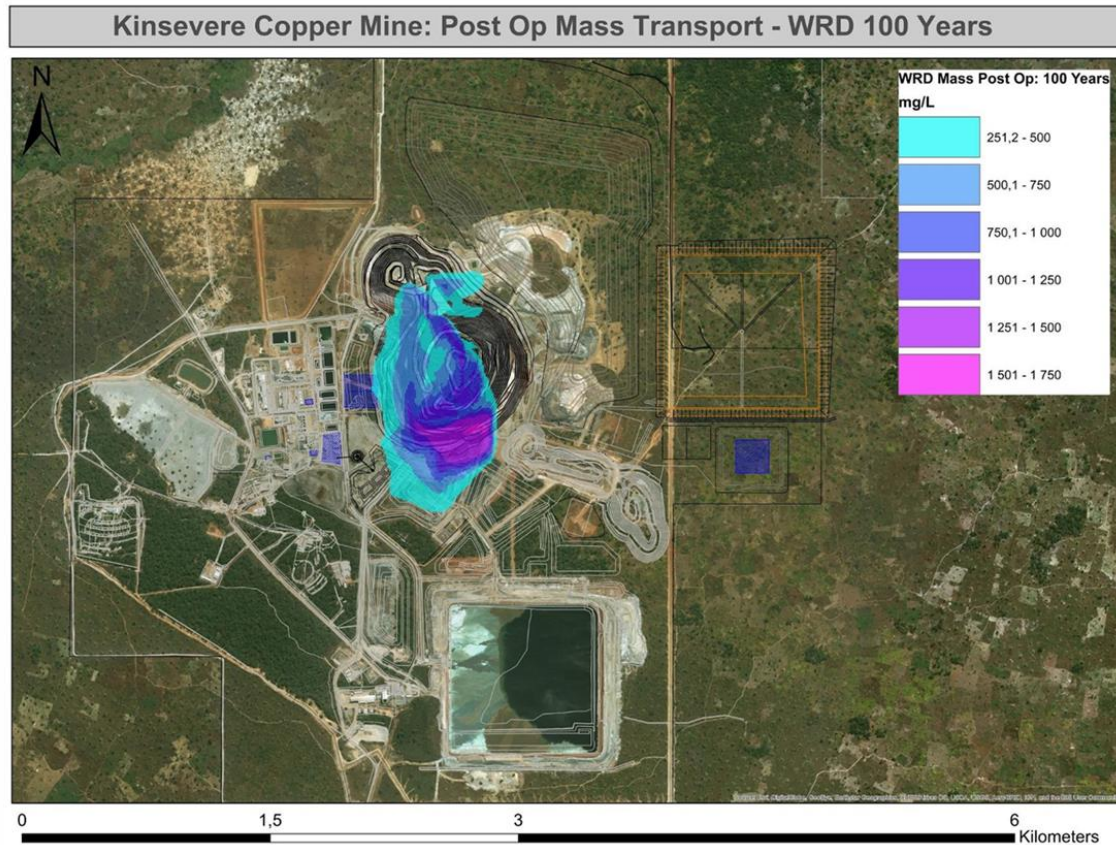 Kinsevere Copper Mine: Post Op Mass Transport - WRD 100 Years
N
WRD Mass Post Op: 100 Years
mg/L
251,2 - 500
500,1 - 750
750,1 - 1 000
1 001 - 1 250
1 251 - 1 500
1 501 - 1 750
0 1,5 3 6
Kilometers